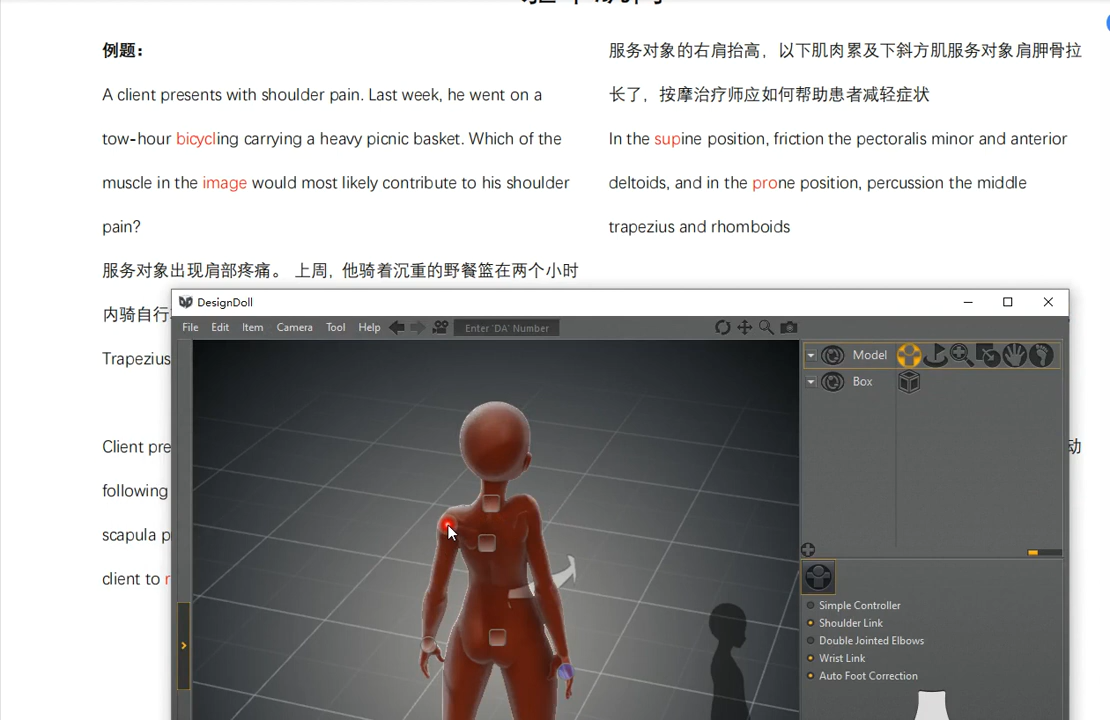 例题：
A client presents with shoulder pain. Last week, he went on a
tow-hour bicycling carrying a heavy picnic basket. Which of the
muscle in the image would most likely contribute to his shoulder
pain?
服务对象出现肩部疼痛。 上周, 他骑着沉重的野餐篮在两个小时
内骑自行
Trapezius
Client pre
following
scapula p
client to r
服务对象的右肩抬高，以下肌肉累及下斜方肌服务对象肩胛骨拉
长了，按摩治疗师应如何帮助患者减轻症状
In the supine position, friction the pectoralis minor and anterior
deltoids, and in the prone position, percussion the middle
trapezius and rhomboids
动
DesignDoll
File Edit Item Camera Tool Help Enter 'DA' Number
Model
Box
Simple Controller
Shoulder Link
Double Jointed Elbows
Wrist Link
Auto Foot Correction